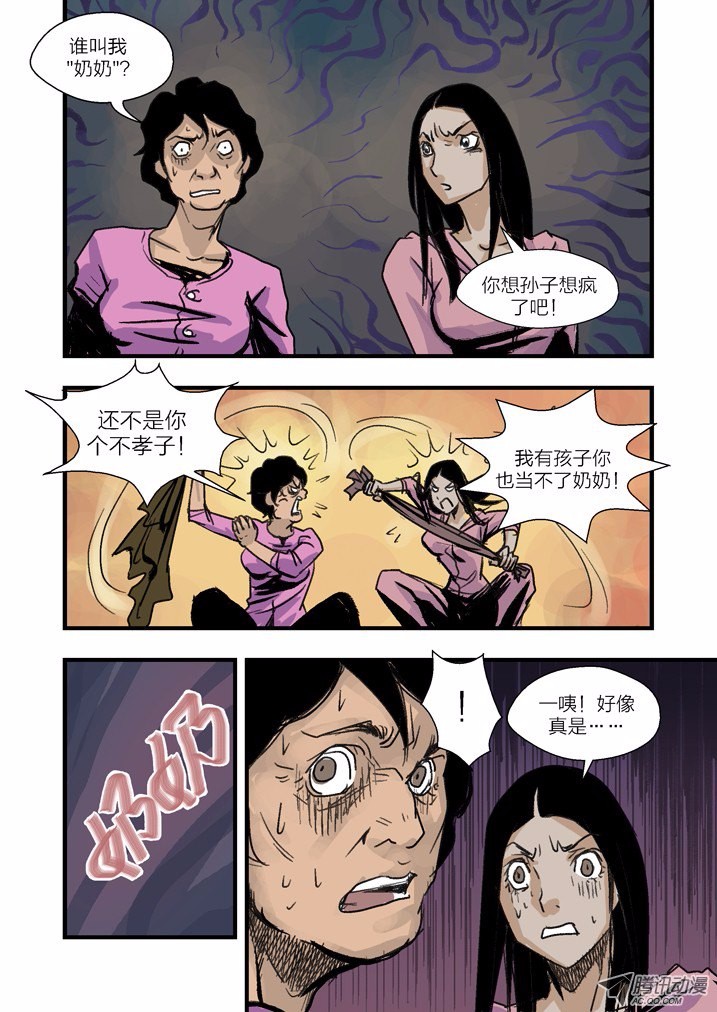 谁叫我
"奶奶"?
你想孙子想疯
了吧!
还不是你
个不孝子!
我有孩子你
也当不了奶奶!
奶奶
!
一咦!好像
真是……
腾讯动漫
AC.QQ.COM